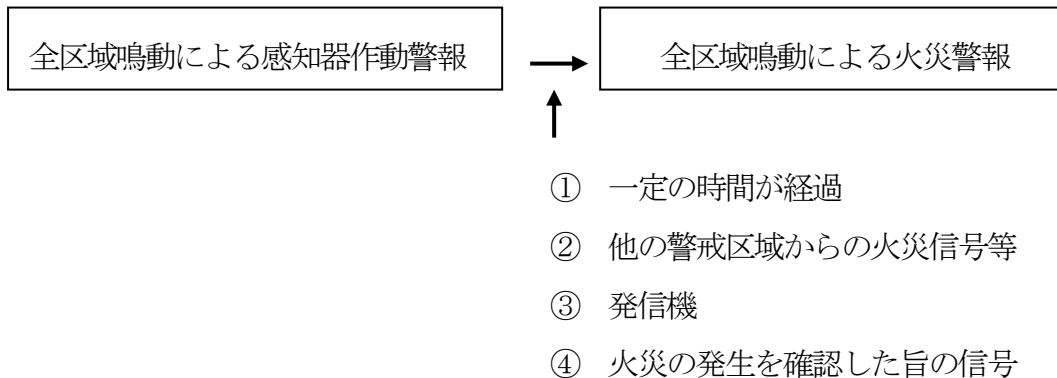 全区域鳴動による感知器作動警報
全区域鳴動による火災警報
① 一定の時間が経過
② 他の警戒区域からの火災信号等
③ 発信機
④ 火災の発生を確認した旨の信号